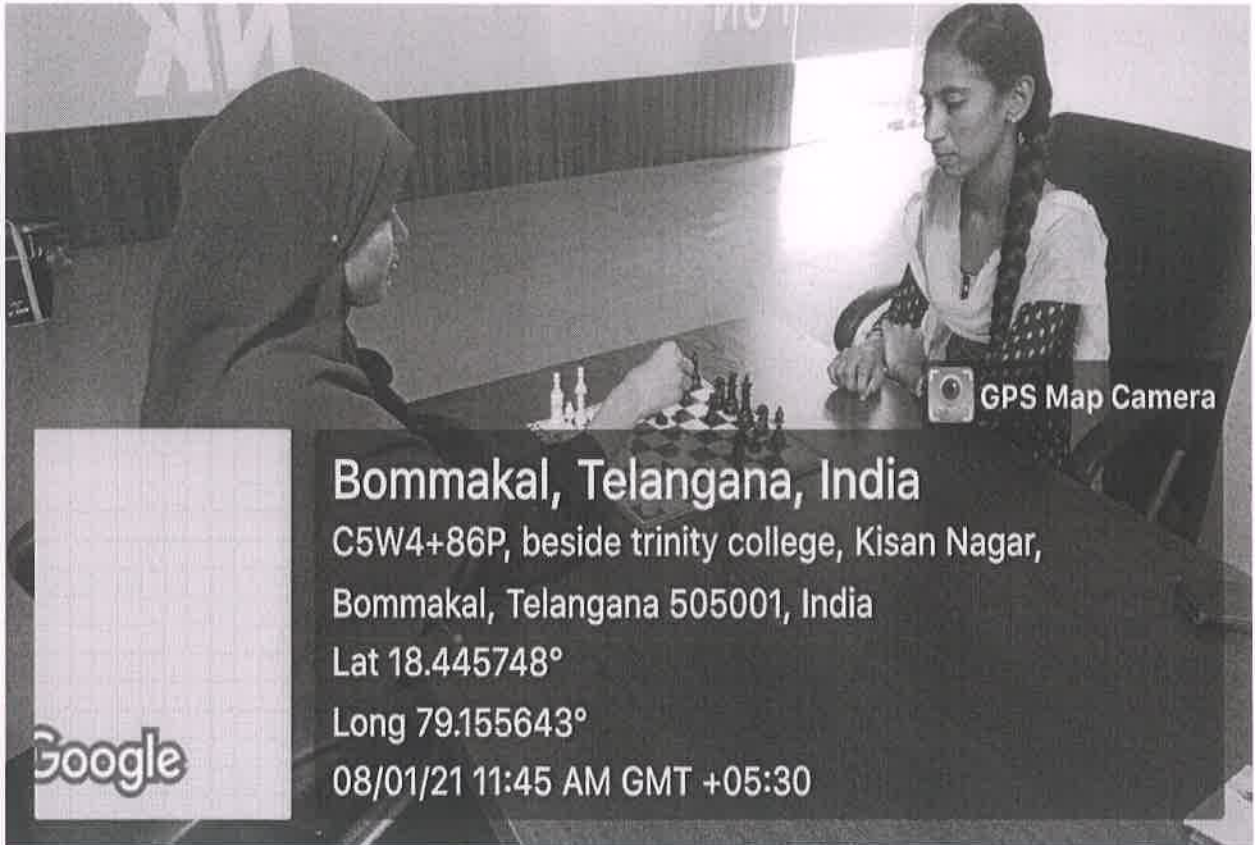 GPS Map Camera
Bommakal, Telangana, India
C5W4+86P, beside trinity college, Kisan Nagar,
Bommakal, Telangana 505001, India
Lat 18.445748°
Long 79.155643°
08/01/21 11:45 AM GMT +05:30
Google